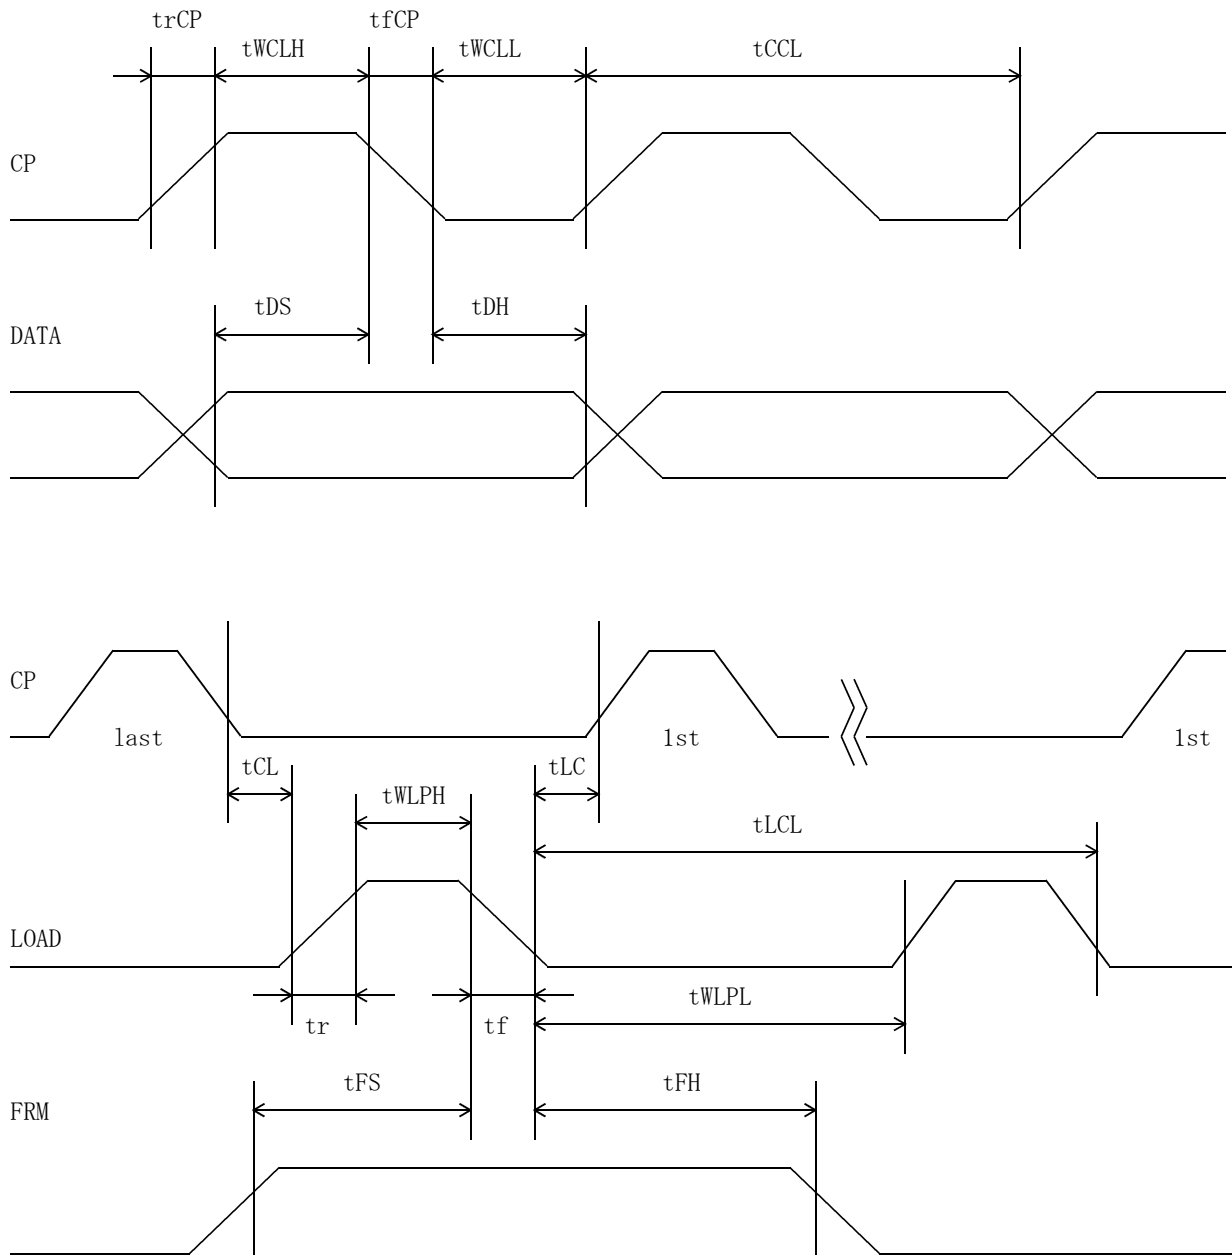 trCP tfCP
tWCLH tWCLL tCCL
CP
tDS tDH
DATA
CP
last 1st 1st
tCL tLC
tWLPH
tLCL
LOAD
tWLPL
tr tf
tFS tFH
FRM